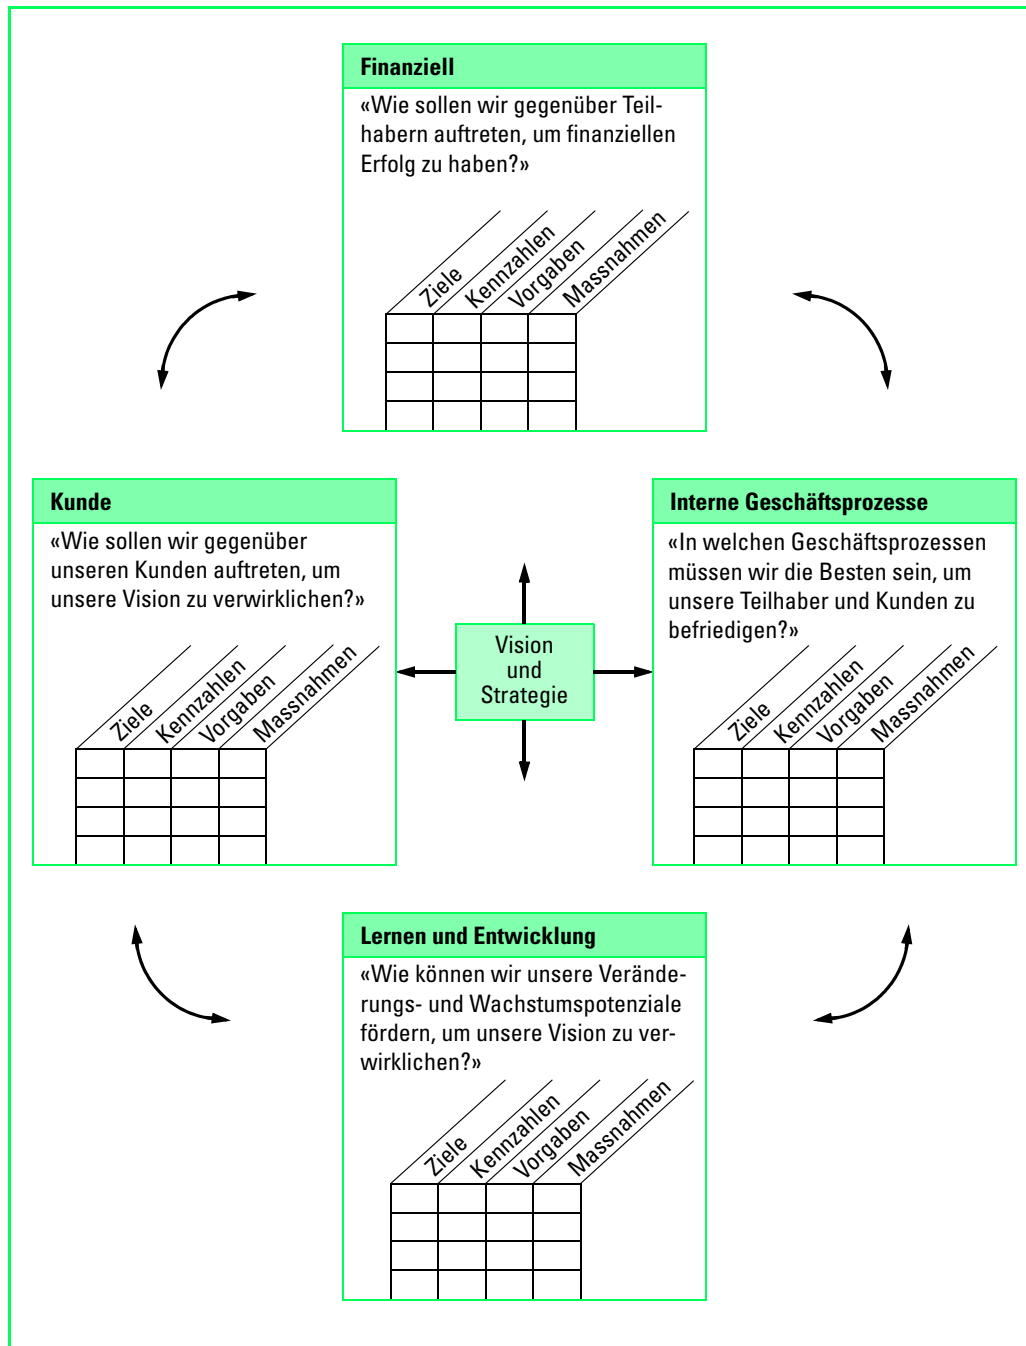 Finanziell
«Wie sollen wir gegenüber Teil-
habern auftreten, um finanziellen
Erfolg zu haben?»
Ziele
Kennzahlen
Vorgaben
Massnahmen
Kunde
«Wie sollen wir gegenüber
unseren Kunden auftreten, um
unsere Vision zu verwirklichen?»
Ziele
Kennzahlen
Vorgaben
Massnahmen
Vision
und
Strategie
Interne Geschäftsprozesse
«In welchen Geschäftsprozessen
müssen wir die Besten sein, um
unsere Teilhaber und Kunden zu
befriedigen?»
Ziele
Kennzahlen
Vorgaben
Massnahmen
Lernen und Entwicklung
«Wie können wir unsere Verände-
rungs- und Wachstumspotenziale
fördern, um unsere Vision zu ver-
wirklichen?»
Ziele
Kennzahlen
Vorgaben
Massnahmen